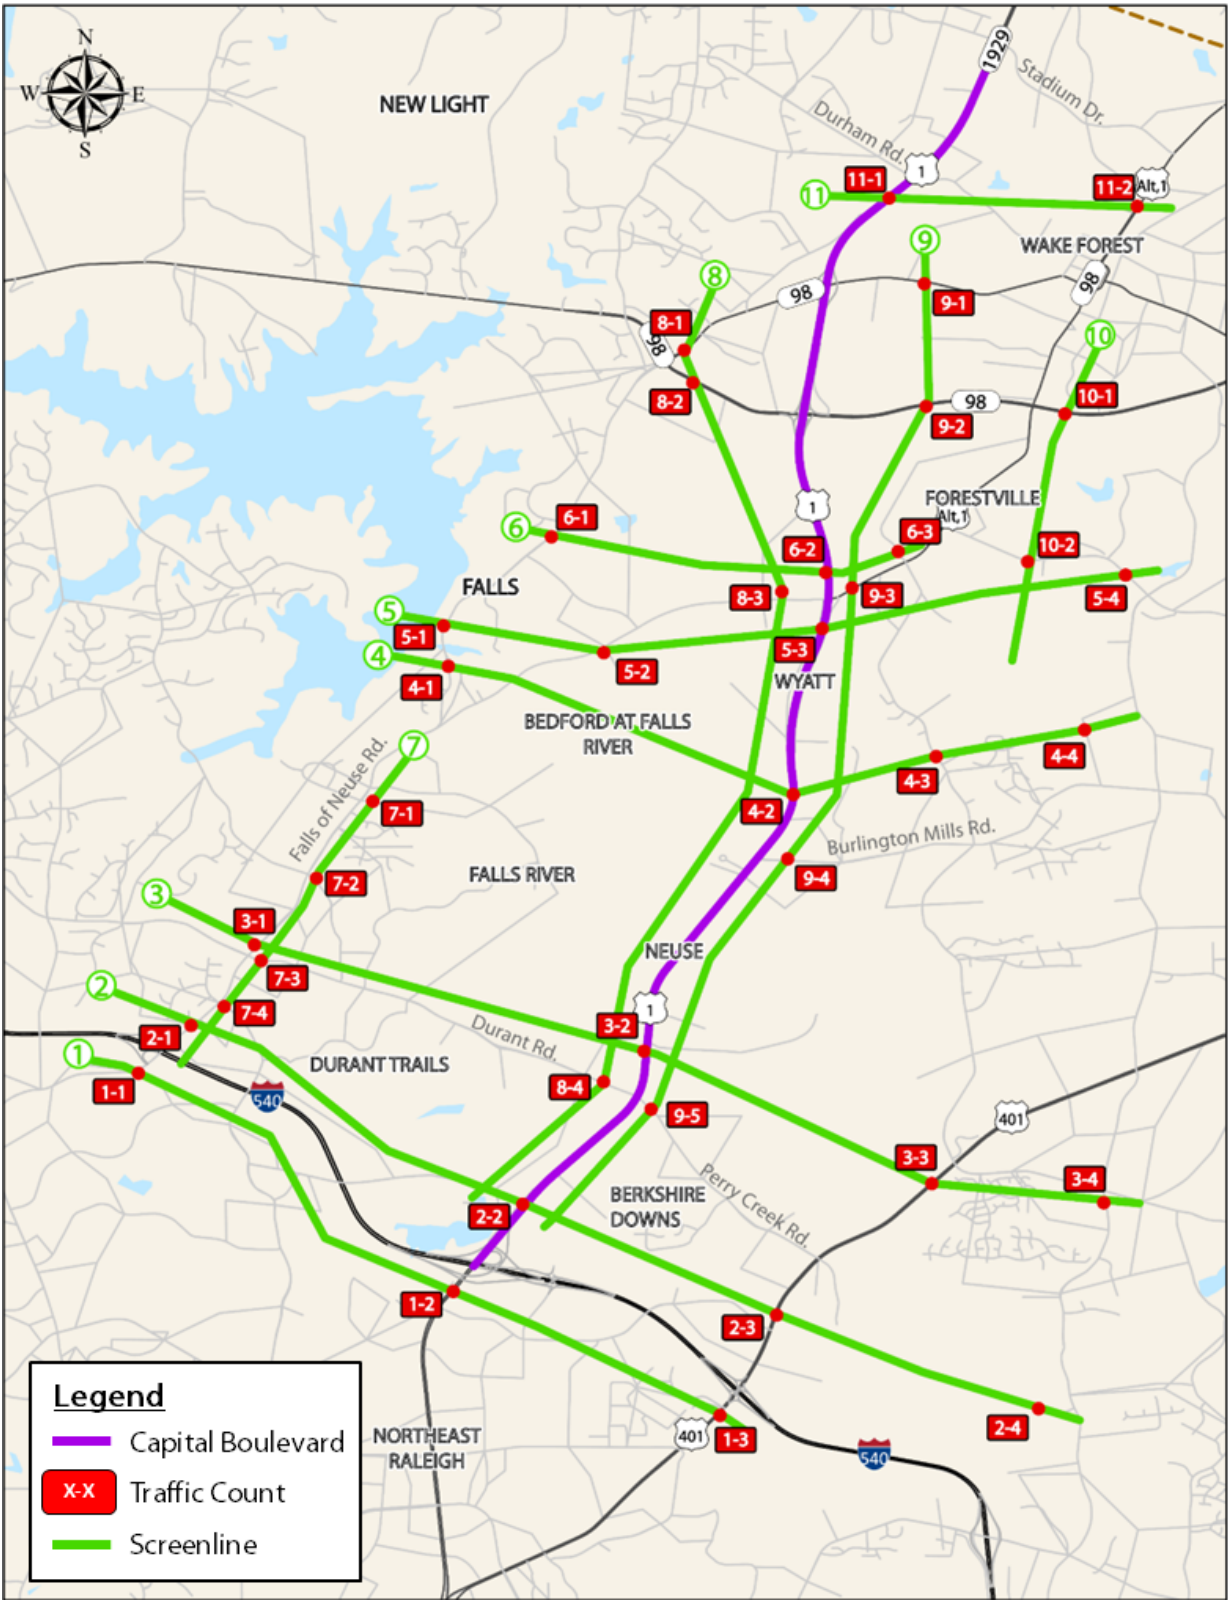 N
W E
S
NEW LIGHT
1929
Stadium Dr.
Durham Rd.
1
11-1
11
11-2
Alt,1
WAKE FOREST
9
8
98
98
9-1
8-1
98
10
8-2
98
10-1
9-2
1
FORESTVILLE
Alt,1
6
6-1
6-2
6-3
10-2
FALLS
8-3
9-3
5-4
5
5-1
5-2
5-3
4
4-1
WYATT
BEDFORD AT FALLS
RIVER
7
4-4
4-3
Falls of Neuse Rd.
7-1
4-2
Burlington Mills Rd.
FALLS RIVER
7-2
9-4
3
3-1
NEUSE
7-3
2
7-4
1
3-2
2-1
Durant Rd.
1
DURANT TRAILS
1-1
8-4
540
9-5
401
3-3
3-4
Perry Creek Rd.
BERKSHIRE
DOWNS
2-2
1-2
2-3
2-4
401
1-3
540
NORTHEAST
RALEIGH
Legend
Capital Boulevard
X-X Traffic Count
Screenline